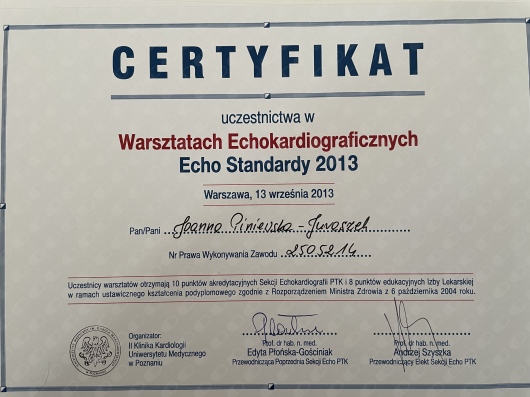 CERTYFIKAT
uczestnictwa w
Warsztatach Echokardiograficznych
Echo Standardy 2013
Warszawa, 13 września 2013
Pan/Pani ..Joanna Piniewska-Juraszek..
Nr Prawa Wykonywania Zawodu ..2505214..
Uczestnicy warsztatów otrzymają 10 punktów akredytacyjnych Sekcji Echokardiografii PTK i 8 punktów edukacyjnych Izby Lekarskiej
w ramach ustawicznego kształcenia podyplomowego zgodnie z Rozporządzeniem Ministra Zdrowia z 6 października 2004 roku.
Organizator:
II Klinika Kardiologii
Uniwersytetu Medycznego
w Poznaniu
Prof. dr hab. n. med.
Edyta Płońska-Gościniak
Przewodnicząca Poprzednia Sekcji Echo PTK
Prof. dr hab. n. med.
Andrzej Szyszka
Przewodniczący Elekt Sekcji Echo PTK